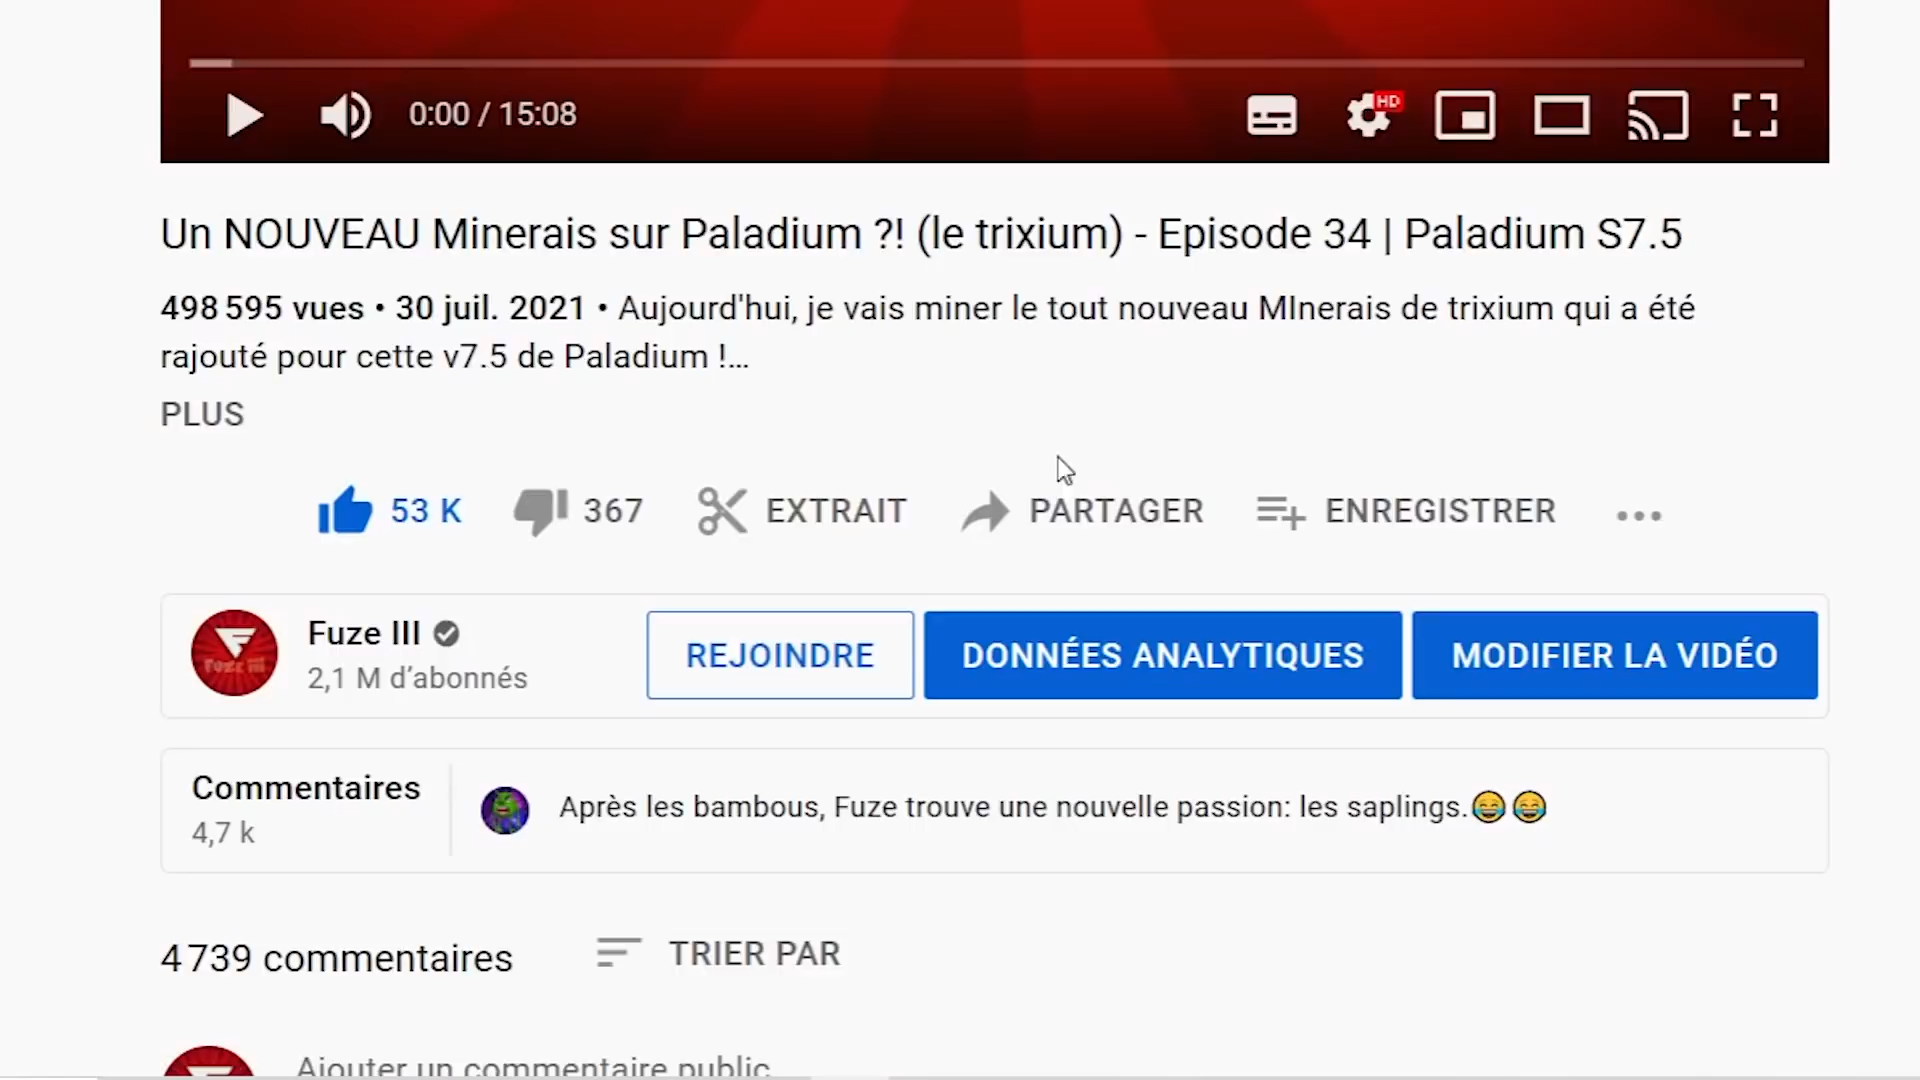 0:00 / 15:08
HD
Un NOUVEAU Minerais sur Paladium ?! (le trixium) - Episode 34 | Paladium S7.5
498 595 vues • 30 juil. 2021 • Aujourd'hui, je vais miner le tout nouveau MInerais de trixium qui a été
rajouté pour cette v7.5 de Paladium !...
PLUS
53 K 367 EXTRAIT PARTAGER ENREGISTRER
Fuze III
2,1 M d’abonnés
REJOINDRE DONNÉES ANALYTIQUES MODIFIER LA VIDÉO
Commentaires
4,7 k
Après les bambous, Fuze trouve une nouvelle passion: les saplings.😂😂
4 739 commentaires TRIER PAR
Ajouter un commentaire public